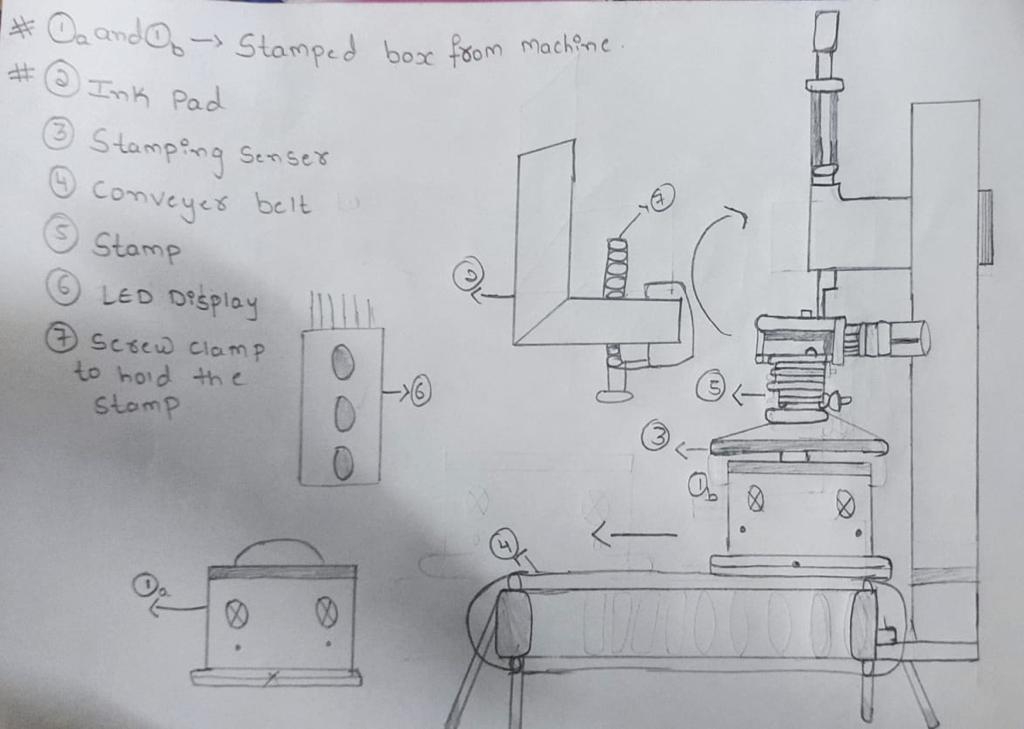 # ①a and ①b → Stamped box from machine.
# ② Ink Pad
③ Stamping Senser
④ Conveyer belt
⑤ Stamp
⑥ LED Display
⑦ Screw clamp
to hold the
Stamp
⑦
②
⑥
⑤
③
①b
④
①a